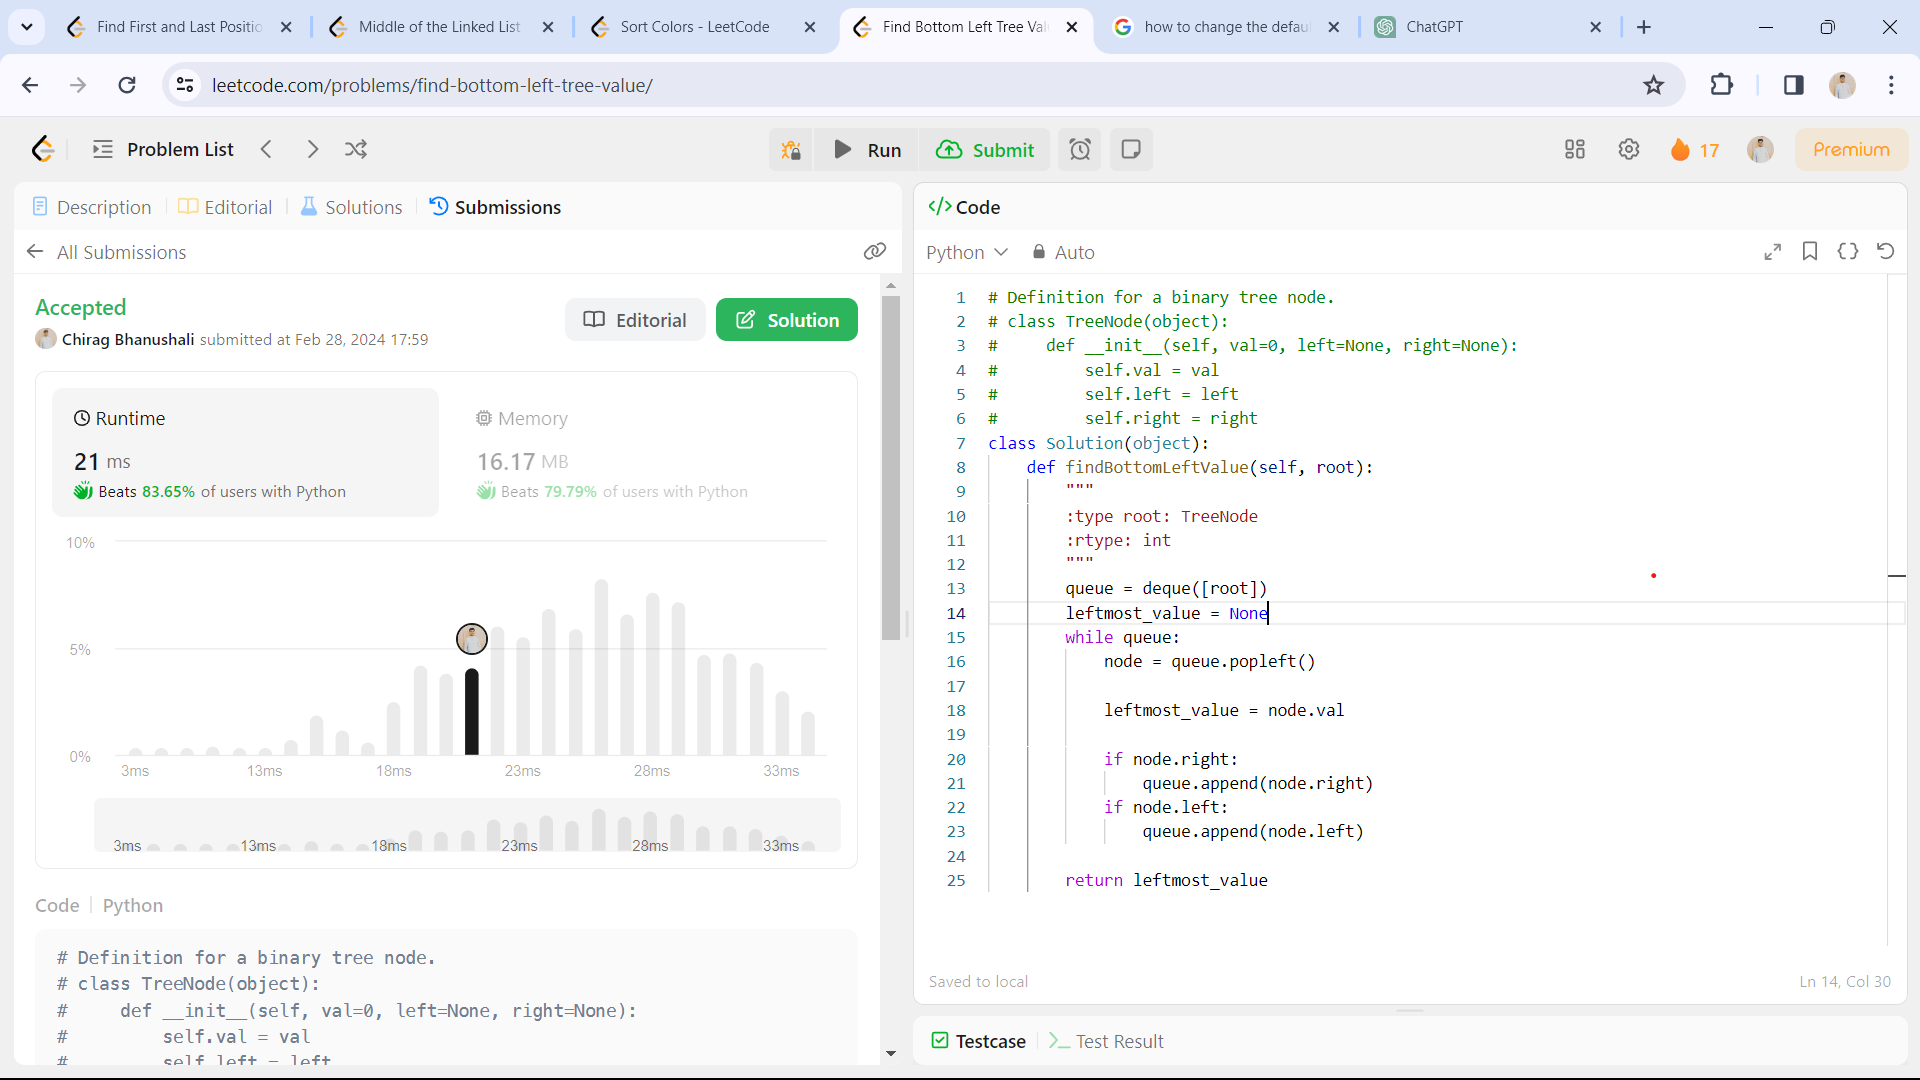 Find First and Last Positio
Middle of the Linked List
Sort Colors - LeetCode
Find Bottom Left Tree Val
how to change the defau
ChatGPT
leetcode.com/problems/find-bottom-left-tree-value/
Problem List
Run
Submit
17
Premium
Description
Editorial
Solutions
Submissions
All Submissions
Accepted
Chirag Bhanushali submitted at Feb 28, 2024 17:59
Editorial
Solution
Runtime
21 ms
Beats 83.65% of users with Python
Memory
16.17 MB
Beats 79.79% of users with Python
10%
5%
0%
3ms 13ms 18ms 23ms 28ms 33ms
3ms 13ms 18ms 23ms 28ms 33ms
Code | Python
# Definition for a binary tree node.
# class TreeNode(object):
#     def __init__(self, val=0, left=None, right=None):
#         self.val = val
#         self.left = left
</> Code
Python
Auto
1 # Definition for a binary tree node.
2 # class TreeNode(object):
3 #     def __init__(self, val=0, left=None, right=None):
4 #         self.val = val
5 #         self.left = left
6 #         self.right = right
7 class Solution(object):
8     def findBottomLeftValue(self, root):
9         """
10         :type root: TreeNode
11         :rtype: int
12         """
13         queue = deque([root])
14         leftmost_value = None
15         while queue:
16             node = queue.popleft()
17
18             leftmost_value = node.val
19
20             if node.right:
21                 queue.append(node.right)
22             if node.left:
23                 queue.append(node.left)
24
25         return leftmost_value
Saved to local
Ln 14, Col 30
Testcase
Test Result